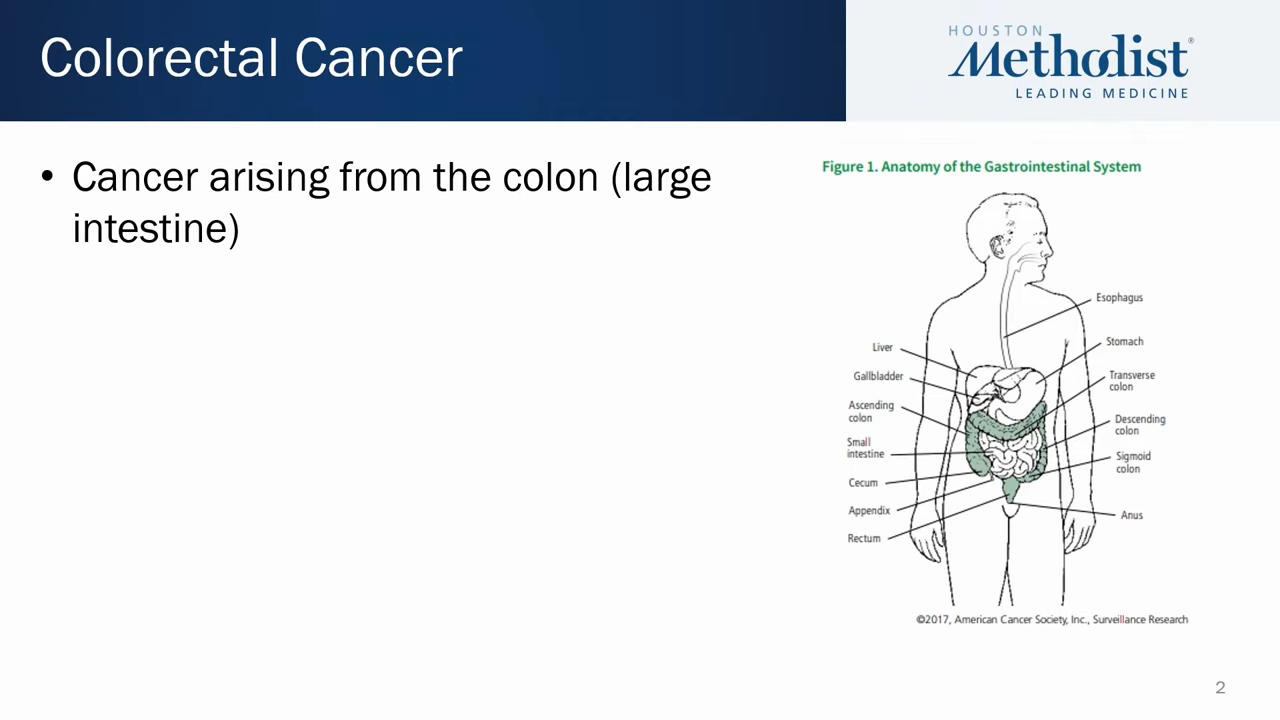 Colorectal Cancer
HOUSTON
Methodist®
LEADING MEDICINE
• Cancer arising from the colon (large
intestine)
Figure 1. Anatomy of the Gastrointestinal System
Esophagus
Liver
Stomach
Gallbladder
Transverse
colon
Ascending
colon
Descending
colon
Small
intestine
Sigmoid
colon
Cecum
Appendix
Anus
Rectum
©2017, American Cancer Society, Inc., Surveillance Research
2